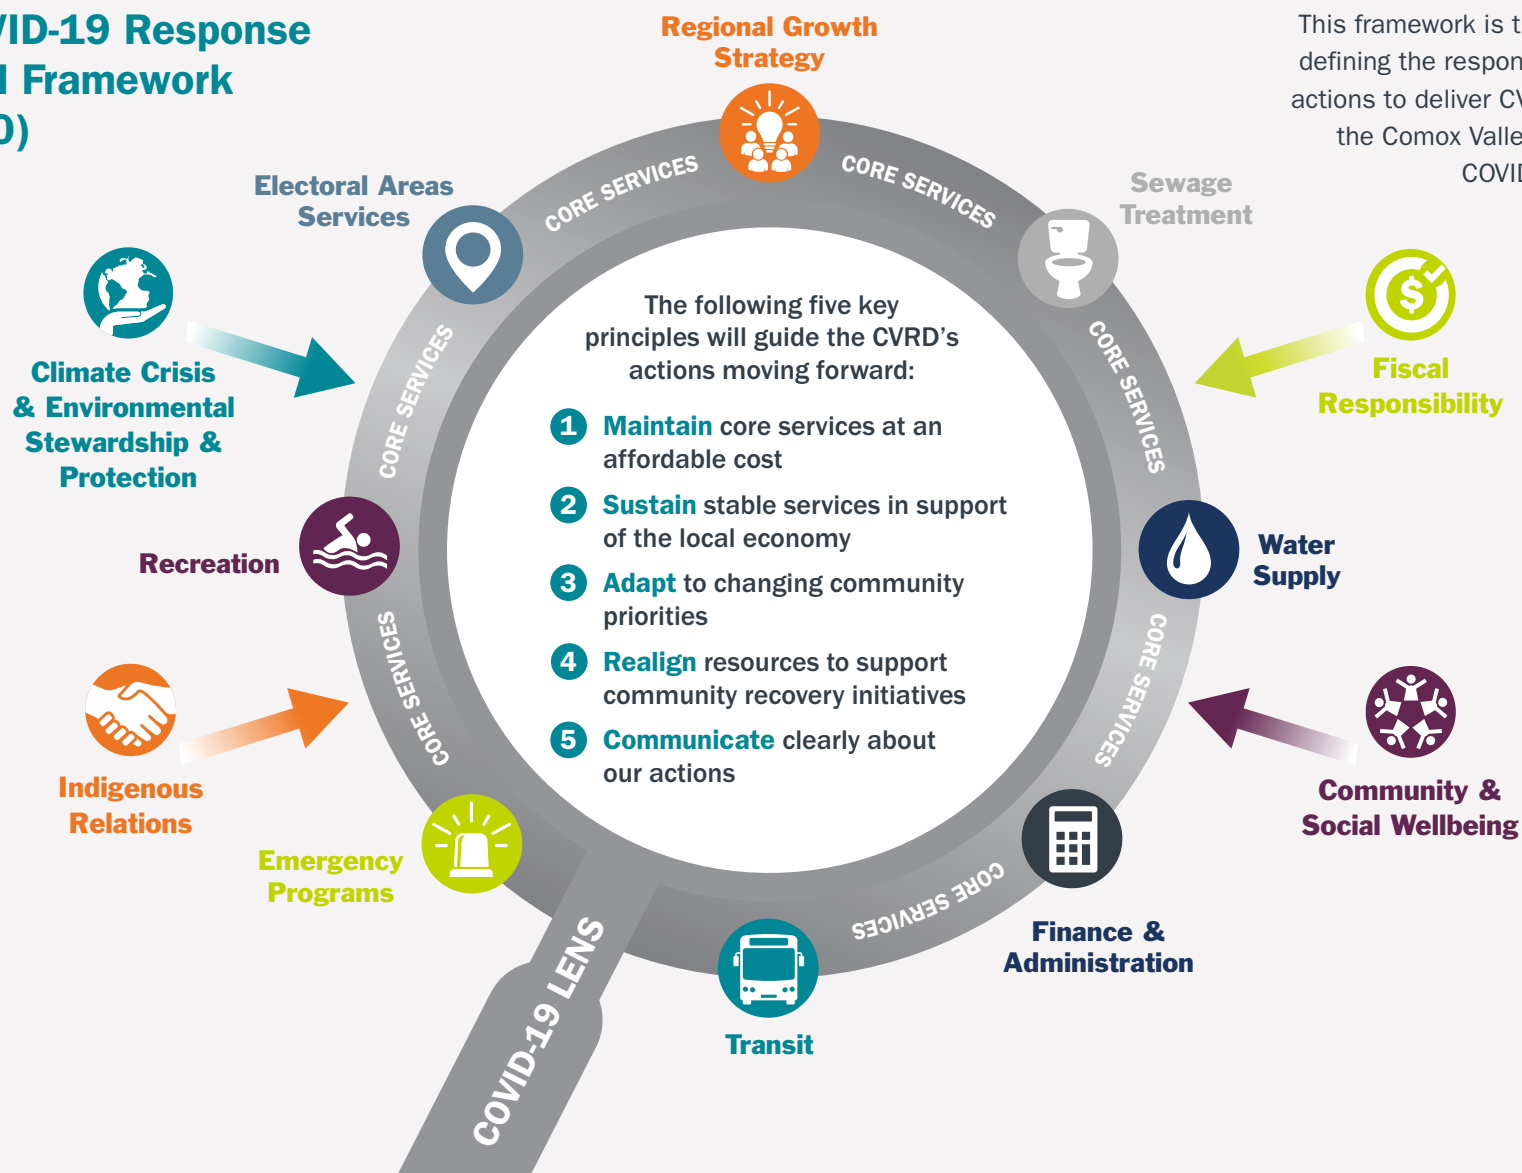 VID-19 Response
Framework
0)
This framework is t
defining the respon
actions to deliver CV
the Comox Valle
COVID
Regional Growth
Strategy
Electoral Areas
Services
Sewage
Treatment
CORE SERVICES
CORE SERVICES
CORE SERVICES
CORE SERVICES
CORE SERVICES
CORE SERVICES
CORE SERVICES
Climate Crisis
& Environmental
Stewardship &
Protection
Fiscal
Responsibility
$
The following five key
principles will guide the CVRD’s
actions moving forward:
1 Maintain core services at an
affordable cost
2 Sustain stable services in support
of the local economy
3 Adapt to changing community
priorities
4 Realign resources to support
community recovery initiatives
5 Communicate clearly about
our actions
Recreation
Water
Supply
Indigenous
Relations
Community &
Social Wellbeing
Emergency
Programs
Finance &
Administration
Transit
COVID-19 LENS